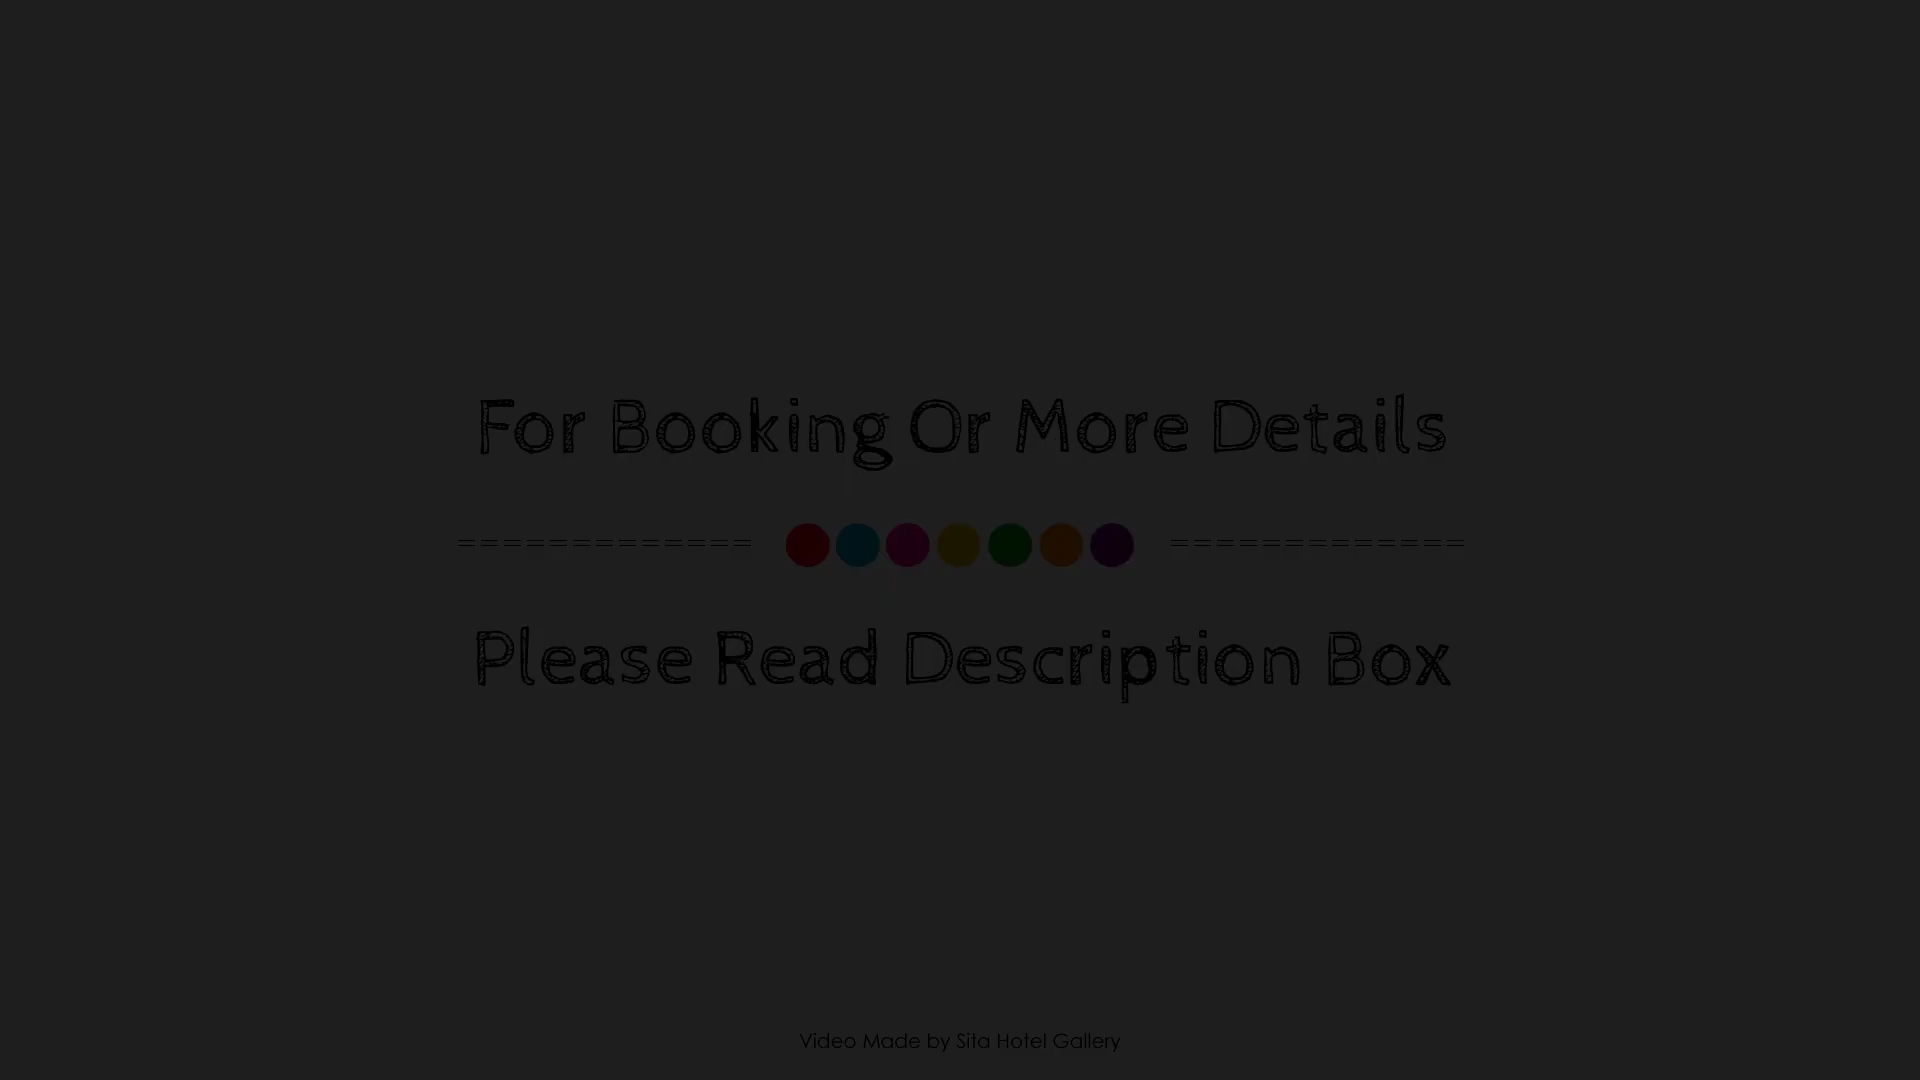 For Booking Or More Details
============= =============
Please Read Description Box
Video Made by Sita Hotel Gallery